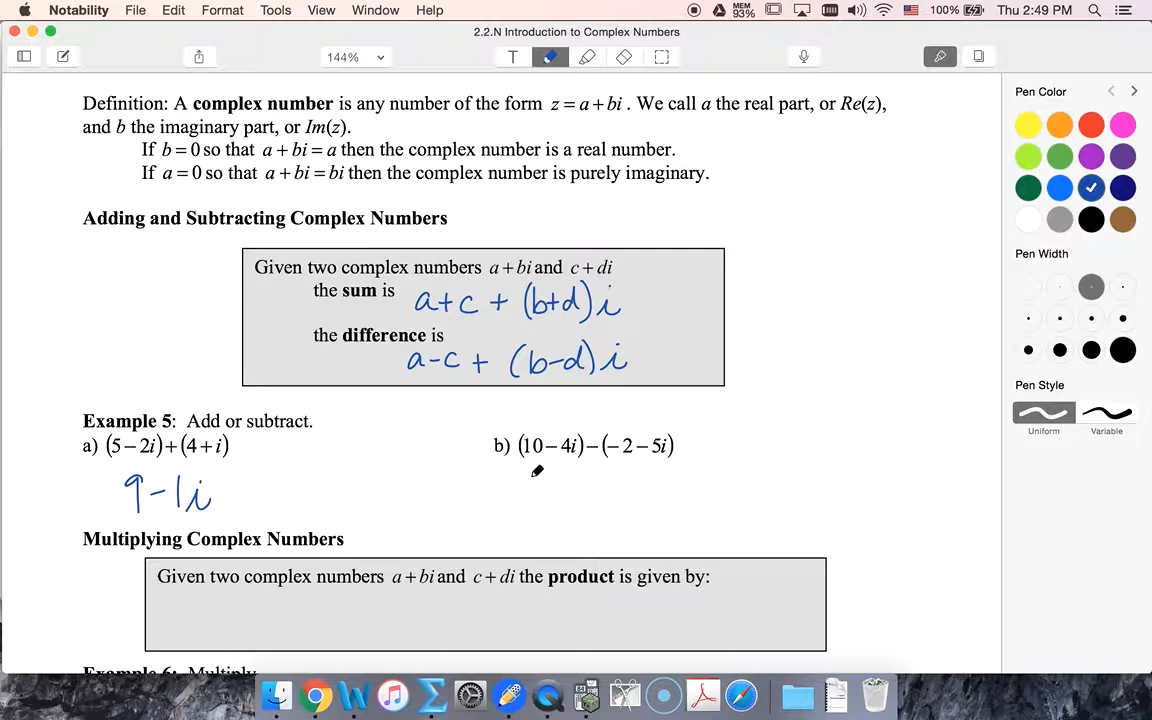 Notability File Edit Format Tools View Window Help MEM 93% 100% Thu 2:49 PM
2.2.N Introduction to Complex Numbers
144% T
Definition: A complex number is any number of the form z = a + bi . We call a the real part, or Re(z),
and b the imaginary part, or Im(z).
If b = 0 so that a + bi = a then the complex number is a real number.
If a = 0 so that a + bi = bi then the complex number is purely imaginary.
Adding and Subtracting Complex Numbers
Given two complex numbers a + bi and c + di
the sum is a+c + (b+d)i
the difference is
a-c + (b-d)i
Example 5: Add or subtract.
a) (5 − 2i) + (4 + i)
b) (10 − 4i) − (− 2 − 5i)
9 - 1i
Multiplying Complex Numbers
Given two complex numbers a + bi and c + di the product is given by:
Example 6: Multiply
Pen Color
Pen Width
Pen Style
Uniform Variable